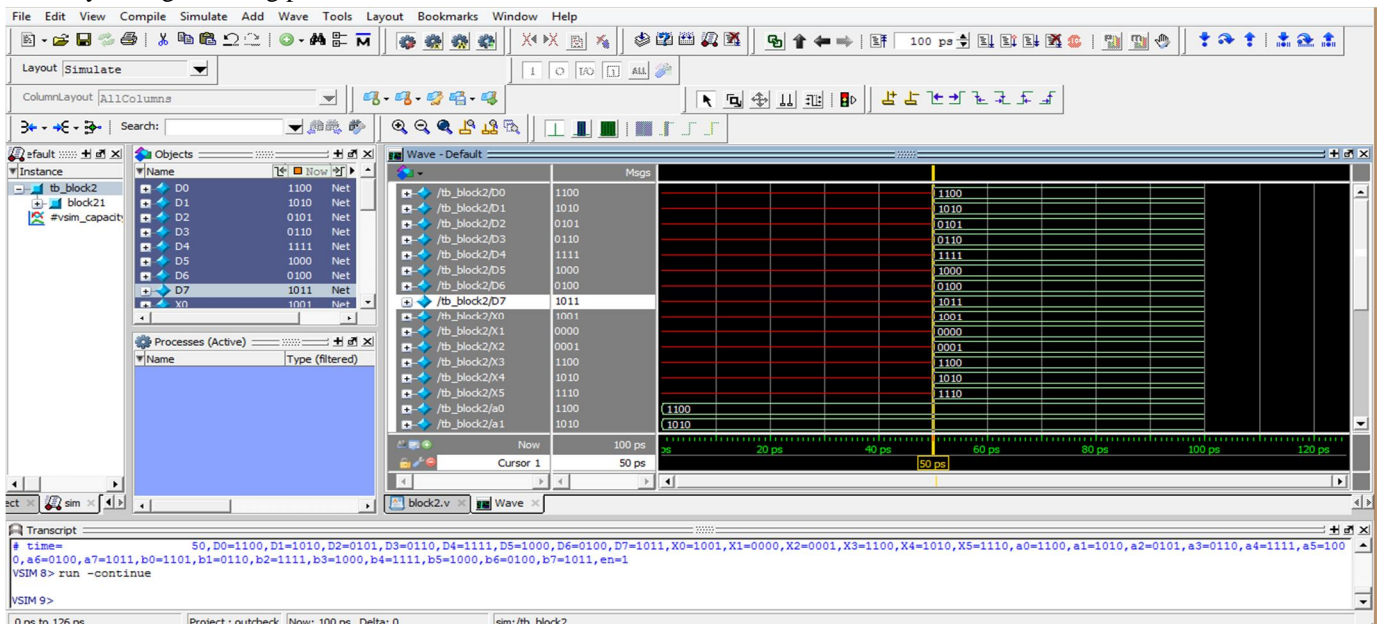 File Edit View Compile Simulate Add Wave Tools Layout Bookmarks Window Help
100 ps
Layout Simulate
ALL
ColumnLayout AllColumns
Search:
efault
Objects
Wave - Default
Instance
Name
Now
Msgs
tb_block2
block21
#vsim_capacit
D0 1100 Net
D1 1010 Net
D2 0101 Net
D3 0110 Net
D4 1111 Net
D5 1000 Net
D6 0100 Net
D7 1011 Net
X0 1001 Net
Processes (Active)
Name Type (filtered)
/tb_block2/D0 1100 1100
/tb_block2/D1 1010 1010
/tb_block2/D2 0101 0101
/tb_block2/D3 0110 0110
/tb_block2/D4 1111 1111
/tb_block2/D5 1000 1000
/tb_block2/D6 0100 0100
/tb_block2/D7 1011 1011
/tb_block2/X0 1001 1001
/tb_block2/X1 0000 0000
/tb_block2/X2 0001 0001
/tb_block2/X3 1100 1100
/tb_block2/X4 1010 1010
/tb_block2/X5 1110 1110
/tb_block2/a0 1100 1100
/tb_block2/a1 1010 1010
Now 100 ps ps 20 ps 40 ps 60 ps 80 ps 100 ps 120 ps
Cursor 1 50 ps 50 ps
ect sim block2.v Wave
Transcript
# time= 50,D0=1100,D1=1010,D2=0101,D3=0110,D4=1111,D5=1000,D6=0100,D7=1011,X0=1001,X1=0000,X2=0001,X3=1100,X4=1010,X5=1110,a0=1100,a1=1010,a2=0101,a3=0110,a4=1111,a5=100
0,a6=0100,a7=1011,b0=1101,b1=0110,b2=1111,b3=1000,b4=1111,b5=1000,b6=0100,b7=1011,en=1
VSIM 8> run -continue
VSIM 9>
0 ps to 126 ps Project : outcheck Now: 100 ps Delta: 0 sim:/tb_block2